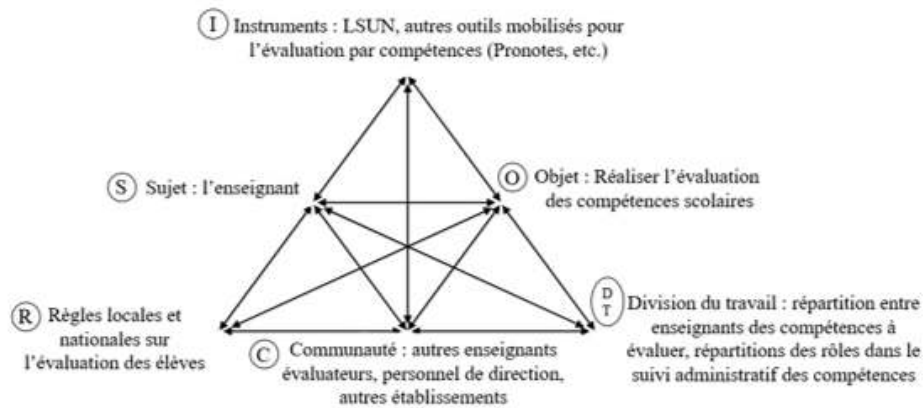 I Instruments : LSUN, autres outils mobilisés pour
l'évaluation par compétences (Pronotes, etc.)
S Sujet : l'enseignant
O Objet : Réaliser l'évaluation
des compétences scolaires
R Règles locales et
nationales sur
l'évaluation des élèves
C Communauté : autres enseignants
évaluateurs, personnel de direction,
autres établissements
D
T
Division du travail : répartition entre
enseignants des compétences à
évaluer, répartitions des rôles dans le
suivi administratif des compétences